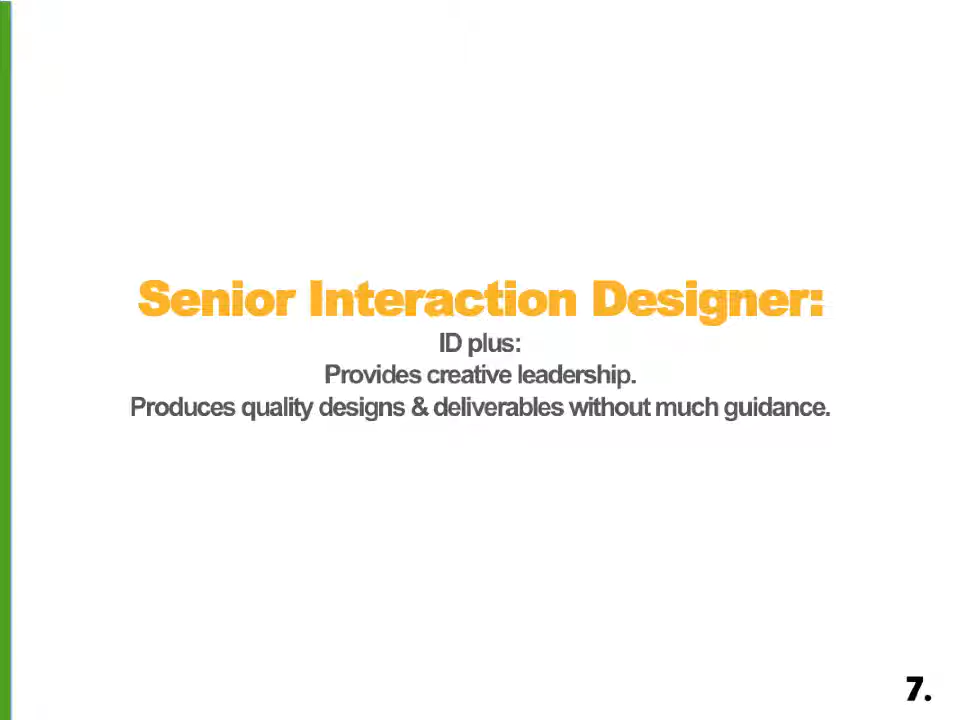 Senior Interaction Designer:
ID plus:
Provides creative leadership.
Produces quality designs & deliverables without much guidance.
7.